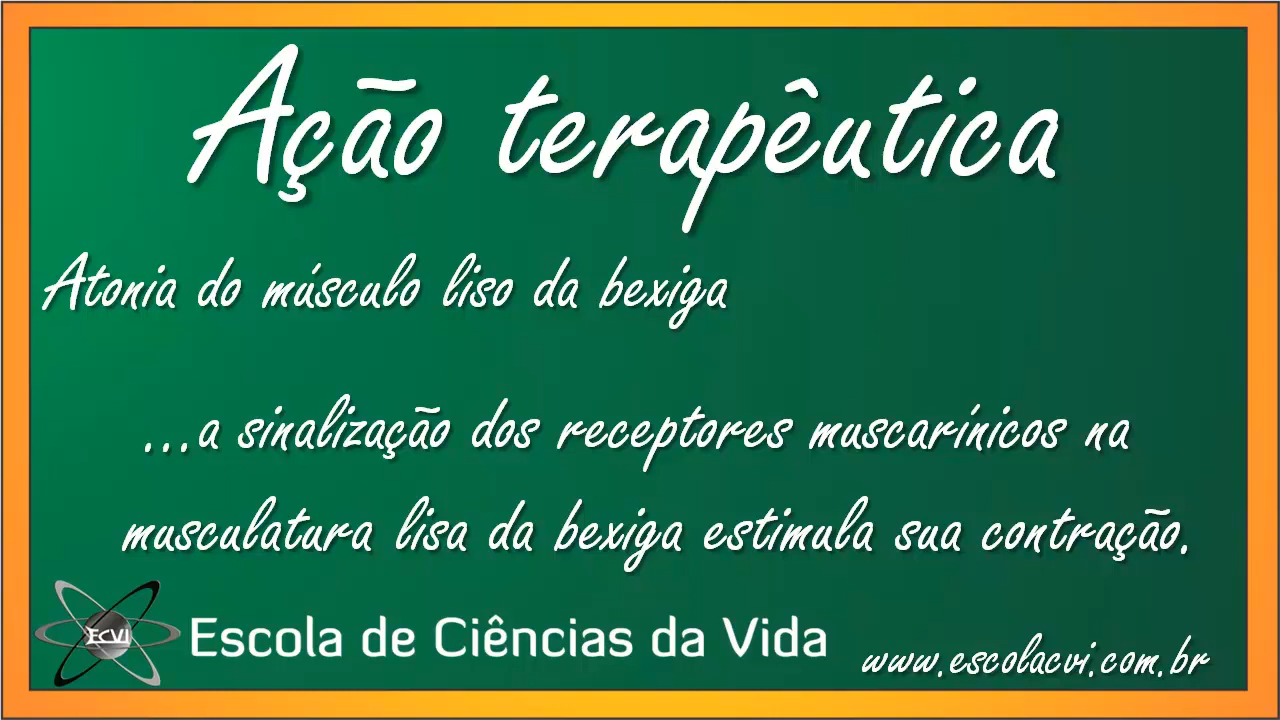 Ação terapêutica
Atonia do músculo liso da bexiga
...a sinalização dos receptores muscarínicos na
musculatura lisa da bexiga estimula sua contração.
ECVI
Escola de Ciências da Vida
www.escolacvi.com.br